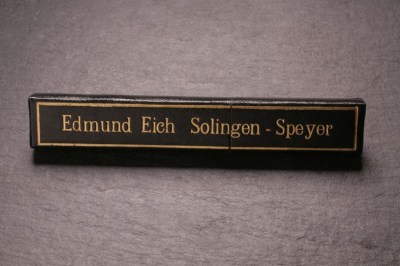 Edmund Eich Solingen - Speyer